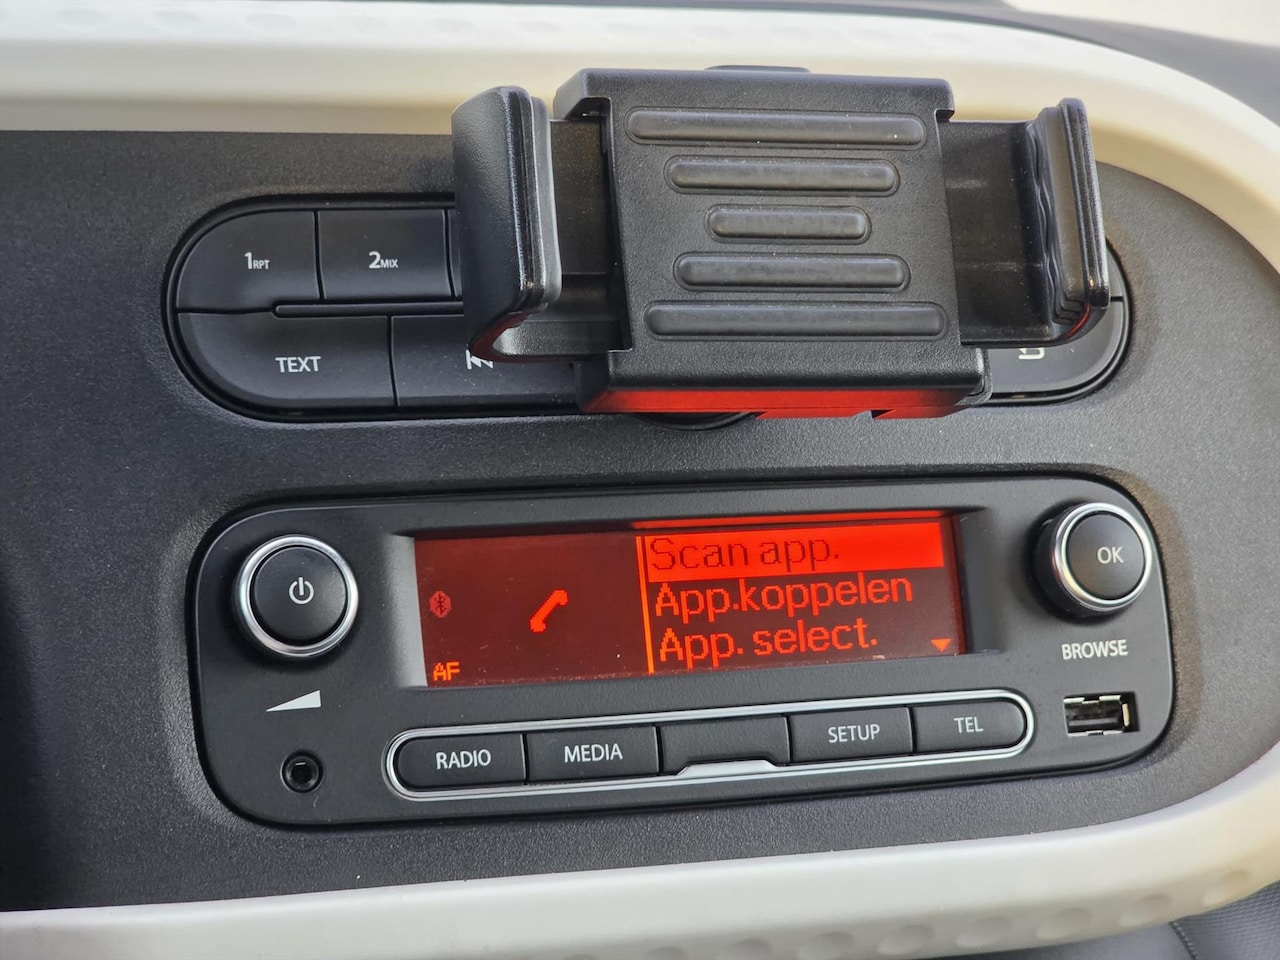 1RPT
2MIX
TEXT
Scan app.
App.koppelen
App. select.
AF
OK
BROWSE
RADIO
MEDIA
SETUP
TEL